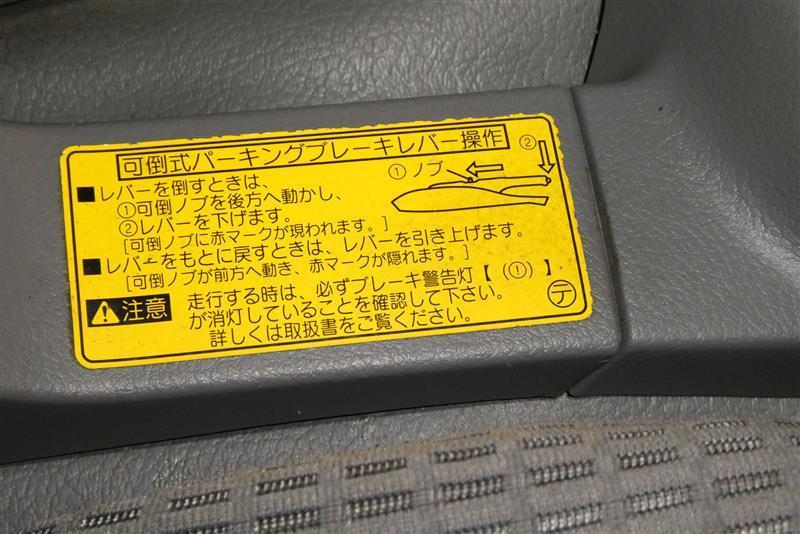 可倒式パーキングブレーキレバー操作
■レバーを倒すときは、
①可倒ノブを後方へ動かし、
②レバーを下げます。
[可倒ノブに赤マークが現われます。]
■レバーをもとに戻すときは、レバーを引き上げます。
[可倒ノブが前方へ動き、赤マークが隠れます。]
①ノブ
②
⚠注意
走行する時は、必ずブレーキ警告灯【(!)】、
が消灯していることを確認して下さい。
詳しくは取扱書をご覧ください。
㋢